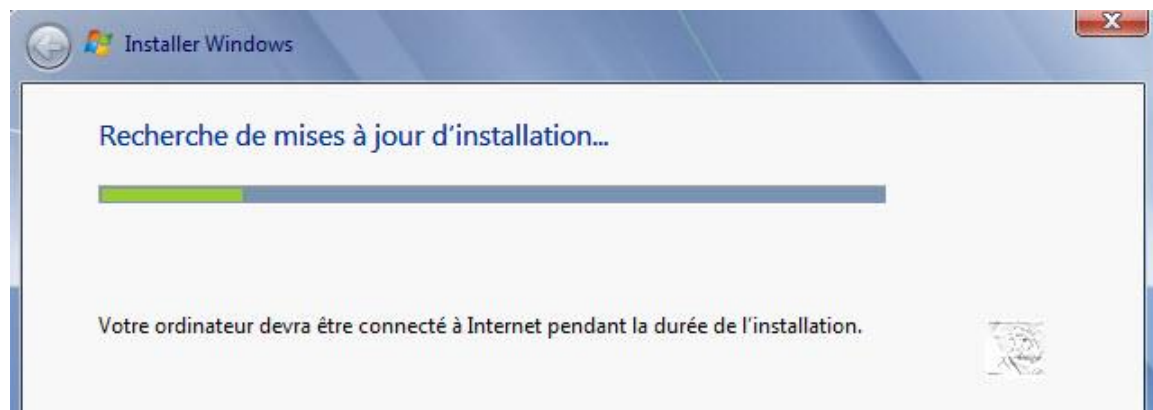 Installer Windows
Recherche de mises à jour d'installation...
Votre ordinateur devra être connecté à Internet pendant la durée de l'installation.